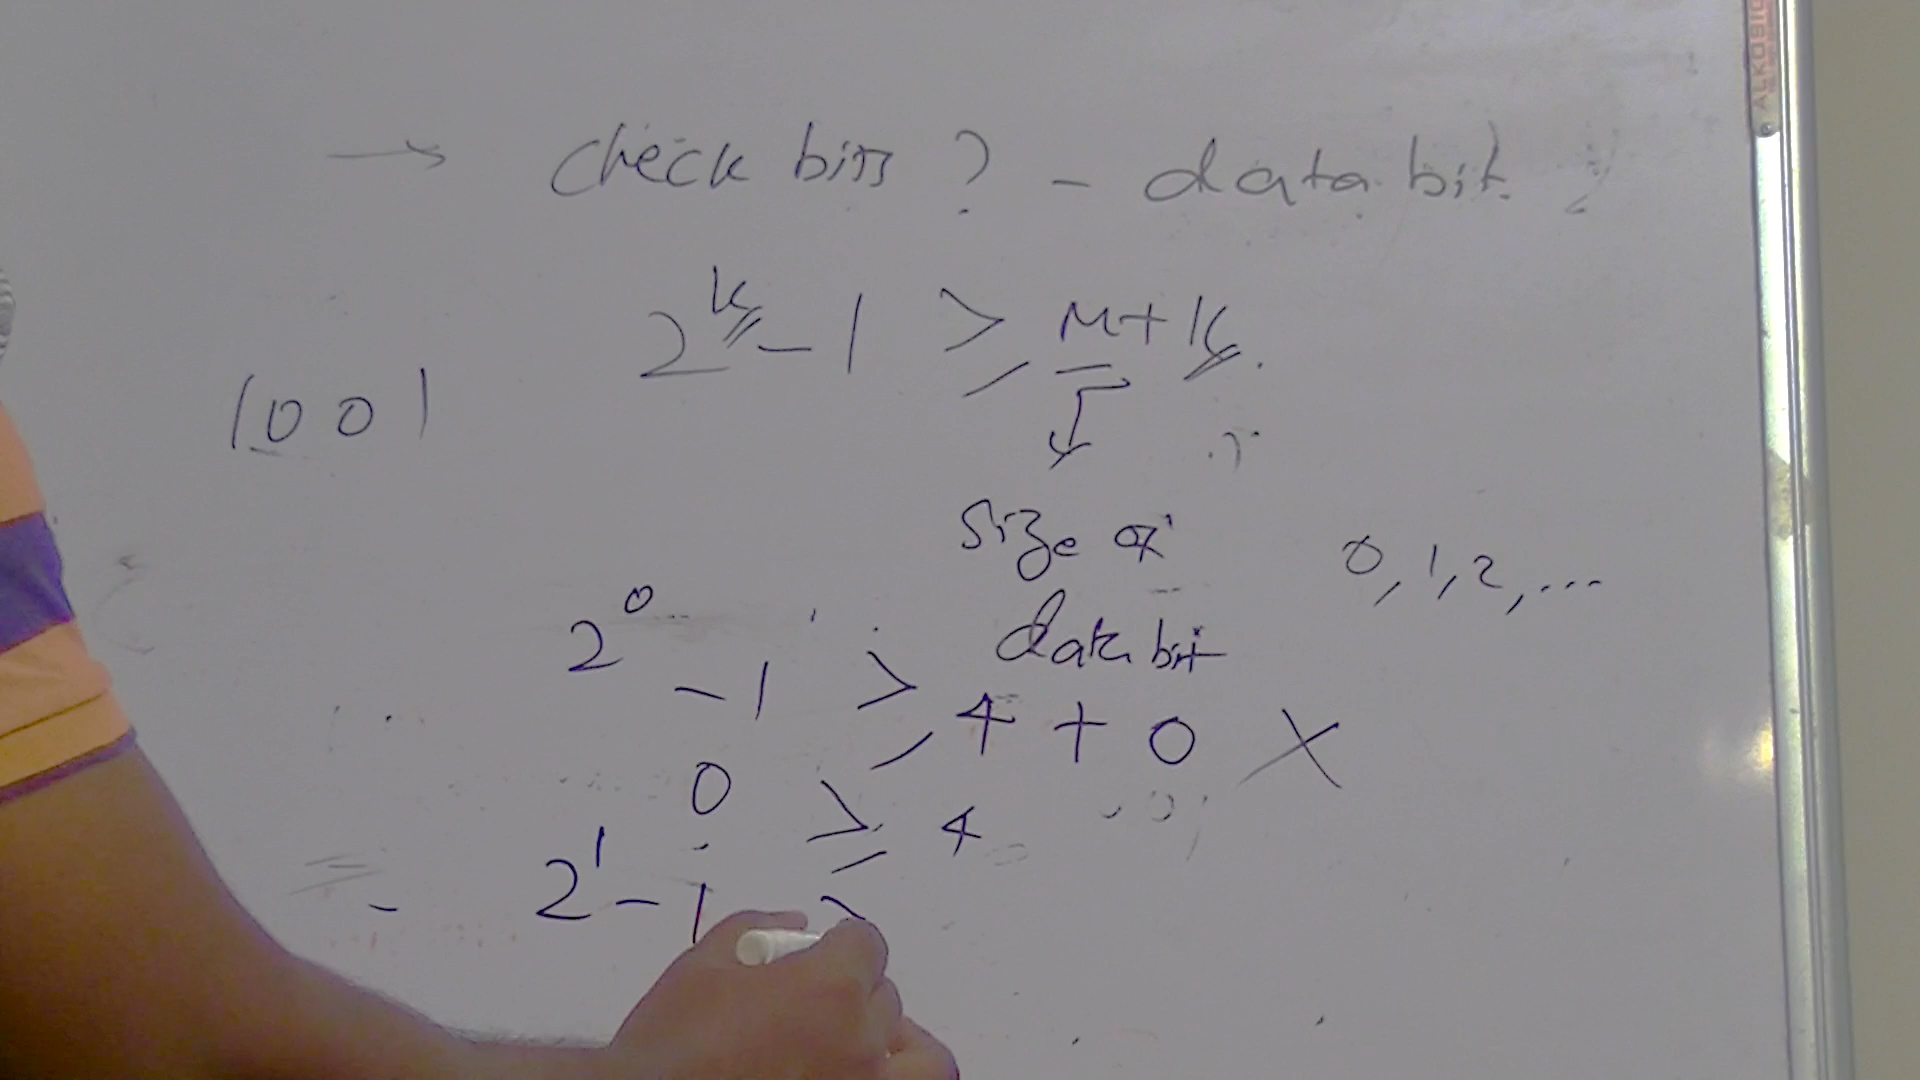 → check bits ? - data bit ?
2^K - 1 ≥ M + K.
1001
size of
data bit
0, 1, 2, ...
2^0 - 1 ≥ 4 + 0 X
0 ≥ 4
2^1 - 1 >